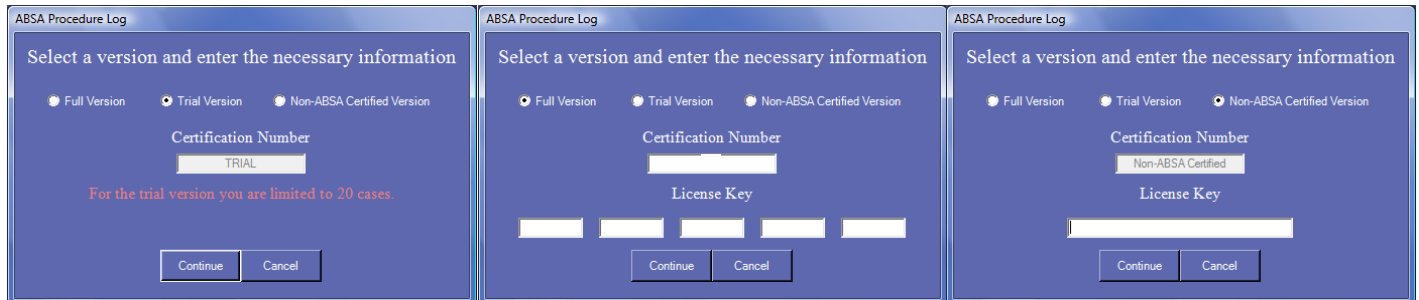 ABSA Procedure Log
Select a version and enter the necessary information
Full Version Trial Version Non-ABSA Certified Version
Certification Number
TRIAL
For the trial version you are limited to 20 cases.
Continue Cancel
ABSA Procedure Log
Select a version and enter the necessary information
Full Version Trial Version Non-ABSA Certified Version
Certification Number
License Key
Continue Cancel
ABSA Procedure Log
Select a version and enter the necessary information
Full Version Trial Version Non-ABSA Certified Version
Certification Number
Non-ABSA Certified
License Key
Continue Cancel